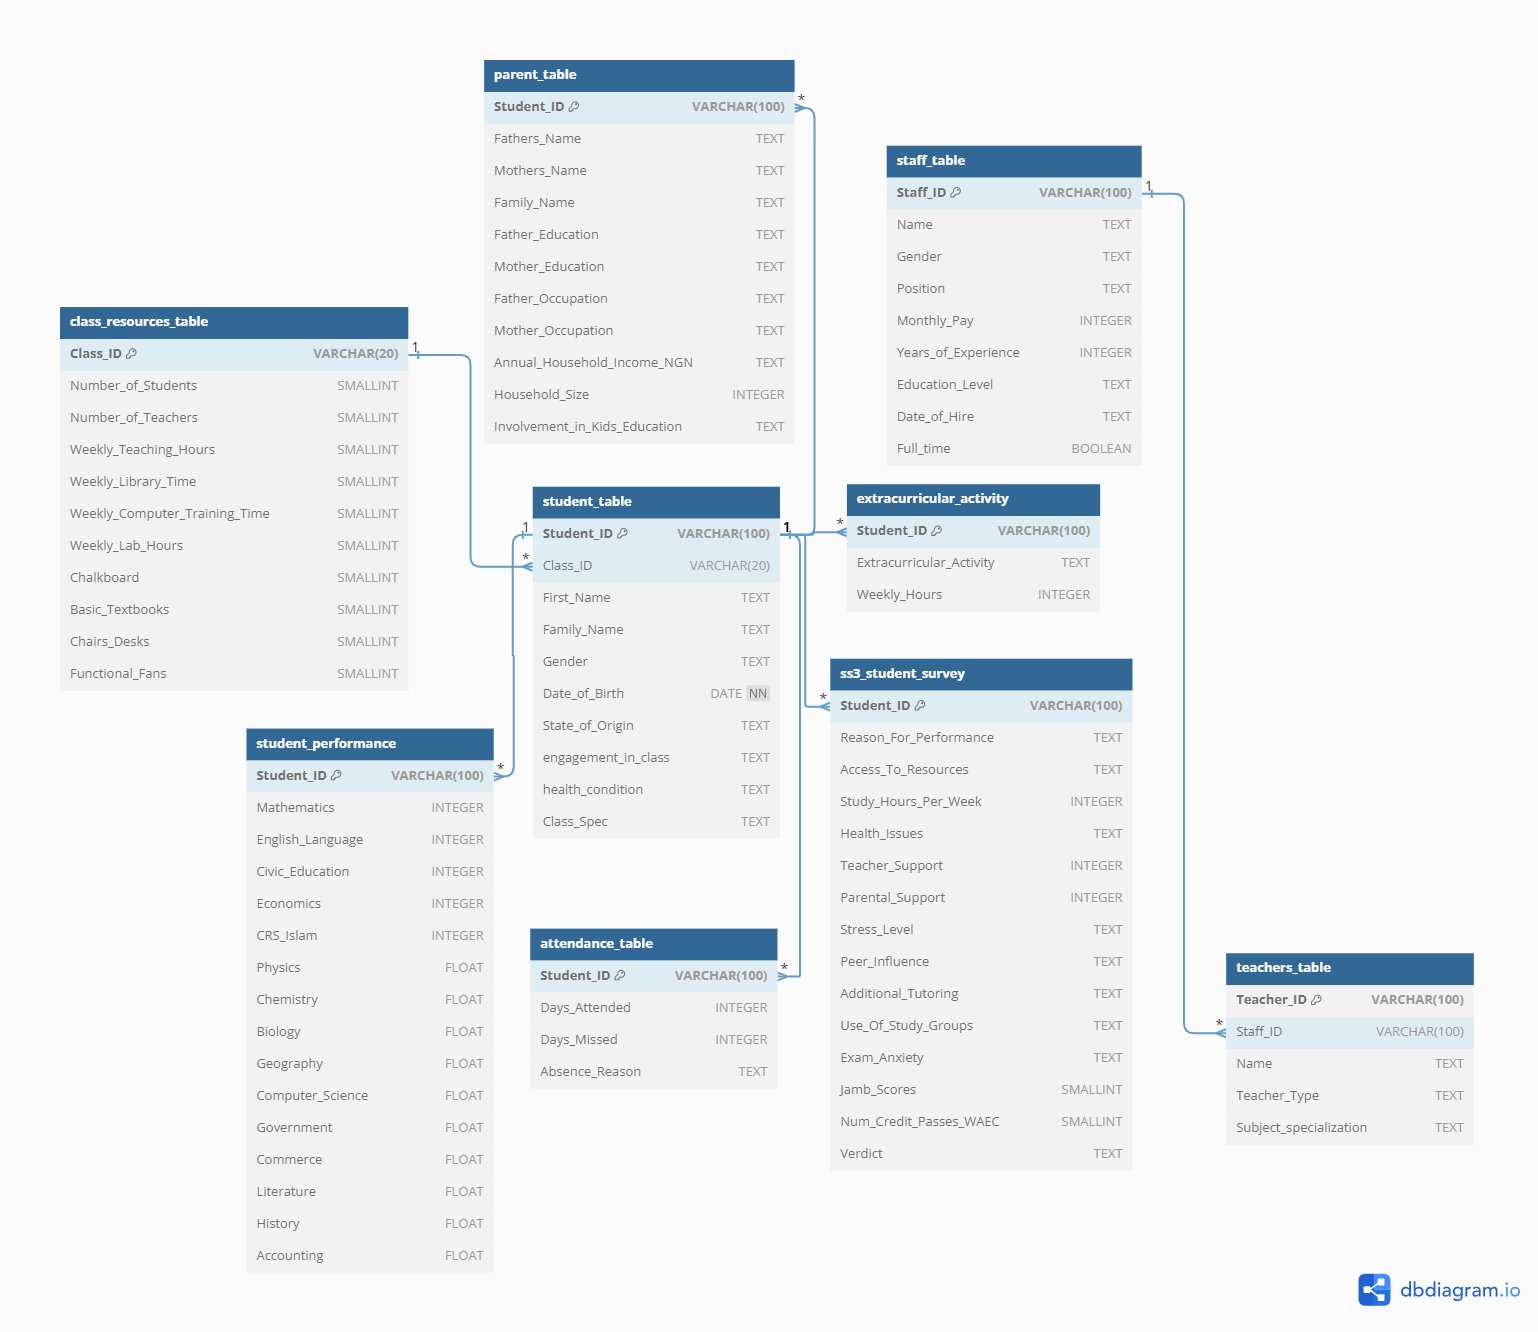 parent_table
Student_ID VARCHAR(100)
Fathers_Name TEXT
Mothers_Name TEXT
Family_Name TEXT
Father_Education TEXT
Mother_Education TEXT
Father_Occupation TEXT
Mother_Occupation TEXT
Annual_Household_Income_NGN TEXT
Household_Size INTEGER
Involvement_in_Kids_Education TEXT
*
staff_table
Staff_ID VARCHAR(100)
Name TEXT
Gender TEXT
Position TEXT
Monthly_Pay INTEGER
Years_of_Experience INTEGER
Education_Level TEXT
Date_of_Hire TEXT
Full_time BOOLEAN
1
class_resources_table
Class_ID VARCHAR(20)
Number_of_Students SMALLINT
Number_of_Teachers SMALLINT
Weekly_Teaching_Hours SMALLINT
Weekly_Library_Time SMALLINT
Weekly_Computer_Training_Time SMALLINT
Weekly_Lab_Hours SMALLINT
Chalkboard SMALLINT
Basic_Textbooks SMALLINT
Chairs_Desks SMALLINT
Functional_Fans SMALLINT
1
student_table
1 Student_ID VARCHAR(100) 1
* Class_ID VARCHAR(20)
First_Name TEXT
Family_Name TEXT
Gender TEXT
Date_of_Birth DATE NN
State_of_Origin TEXT
engagement_in_class TEXT
health_condition TEXT
Class_Spec TEXT
extracurricular_activity
* Student_ID VARCHAR(100)
Extracurricular_Activity TEXT
Weekly_Hours INTEGER
ss3_student_survey
* Student_ID VARCHAR(100)
Reason_For_Performance TEXT
Access_To_Resources TEXT
Study_Hours_Per_Week INTEGER
Health_Issues TEXT
Teacher_Support INTEGER
Parental_Support INTEGER
Stress_Level TEXT
Peer_Influence TEXT
Additional_Tutoring TEXT
Use_Of_Study_Groups TEXT
Exam_Anxiety TEXT
Jamb_Scores SMALLINT
Num_Credit_Passes_WAEC SMALLINT
Verdict TEXT
student_performance
Student_ID VARCHAR(100) *
Mathematics INTEGER
English_Language INTEGER
Civic_Education INTEGER
Economics INTEGER
CRS_Islam INTEGER
Physics FLOAT
Chemistry FLOAT
Biology FLOAT
Geography FLOAT
Computer_Science FLOAT
Government FLOAT
Commerce FLOAT
Literature FLOAT
History FLOAT
Accounting FLOAT
attendance_table
Student_ID VARCHAR(100) *
Days_Attended INTEGER
Days_Missed INTEGER
Absence_Reason TEXT
teachers_table
Teacher_ID VARCHAR(100)
* Staff_ID VARCHAR(100)
Name TEXT
Teacher_Type TEXT
Subject_specialization TEXT
dbdiagram.io